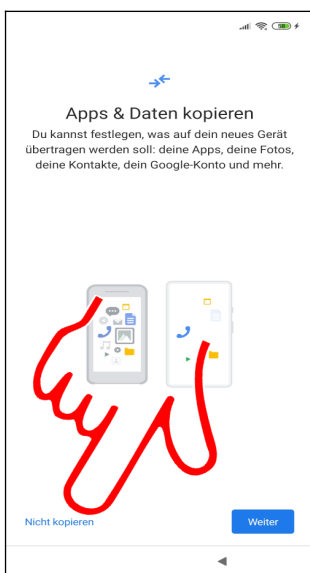 Apps & Daten kopieren
Du kannst festlegen, was auf dein neues Gerät
übertragen werden soll: deine Apps, deine Fotos,
deine Kontakte, dein Google-Konto und mehr.
Nicht kopieren
Weiter